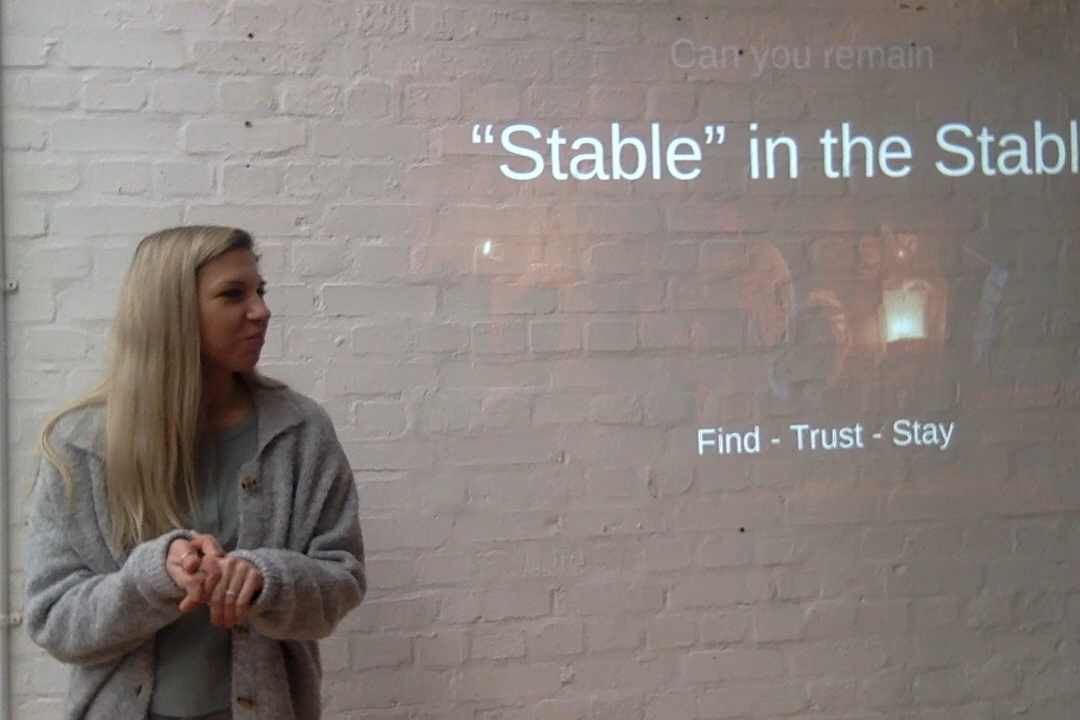 Can you remain
“Stable” in the Stabl
Find - Trust - Stay